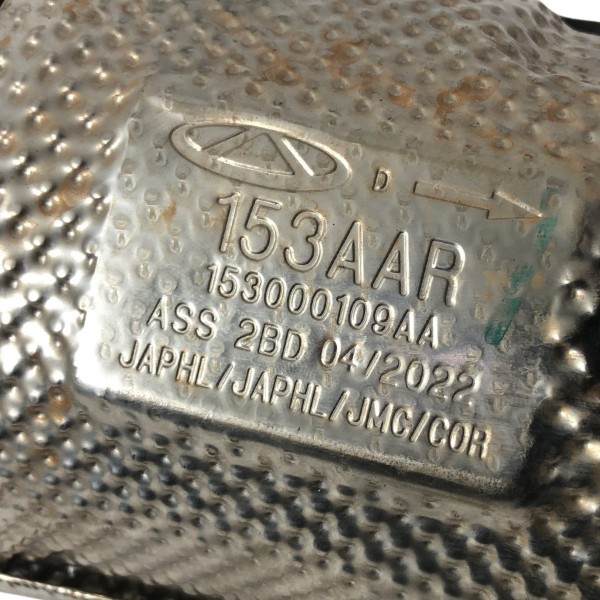 D
153AAR
153000109AA
ASS 2BD 04/2022
JAPHL/JAPHL/JMC/COR